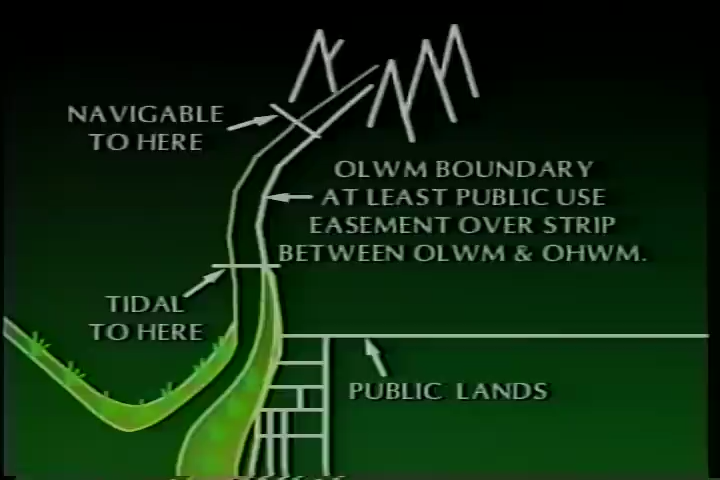 NAVIGABLE
TO HERE
OLWM BOUNDARY
AT LEAST PUBLIC USE
EASEMENT OVER STRIP
BETWEEN OLWM & OHWM.
TIDAL
TO HERE
PUBLIC LANDS